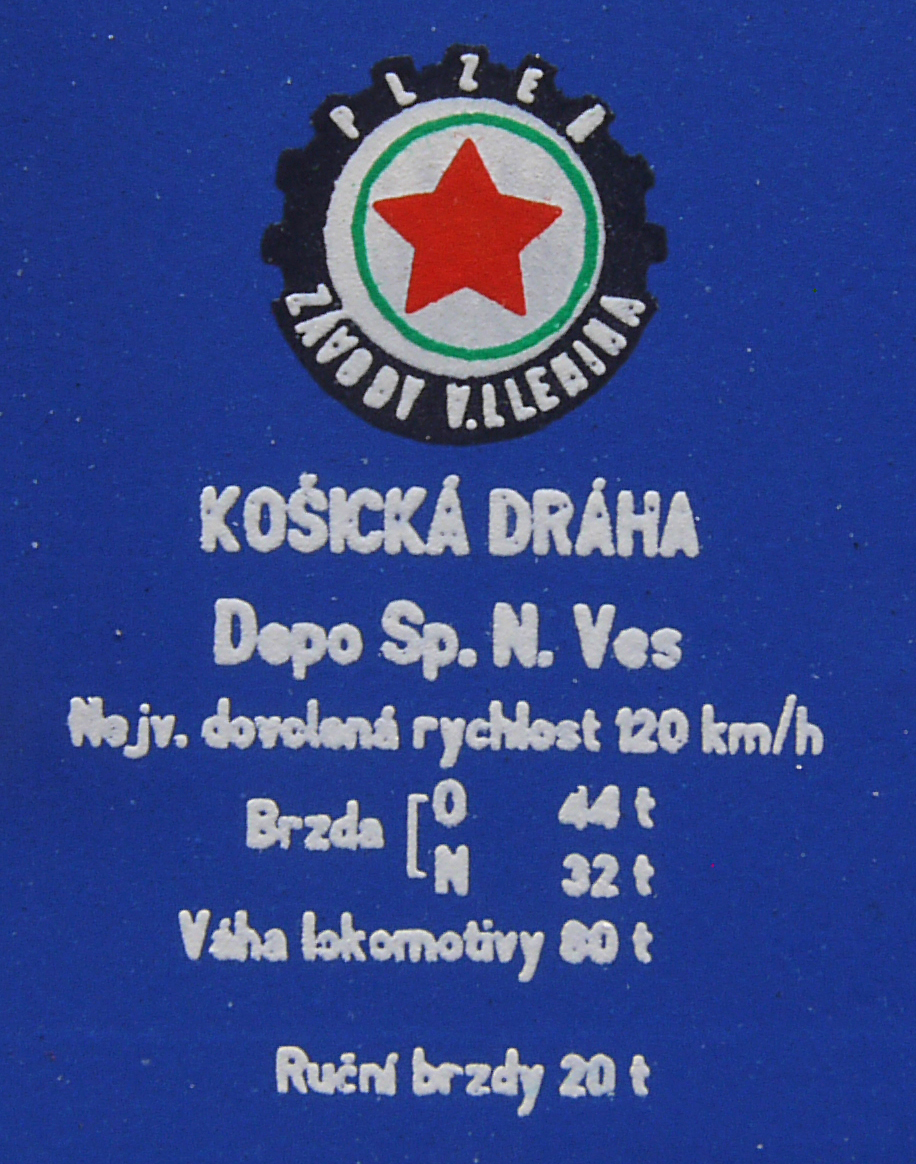 PLZEŇ
ZÁVODY V.I.LENINA
KOŠICKÁ DRÁHA
Depo Sp. N. Ves
Nejv. dovolená rychlost 120 km/h
Brzda [O 44 t
N 32 t
Váha lokomotivy 80 t
Ruční brzdy 20 t